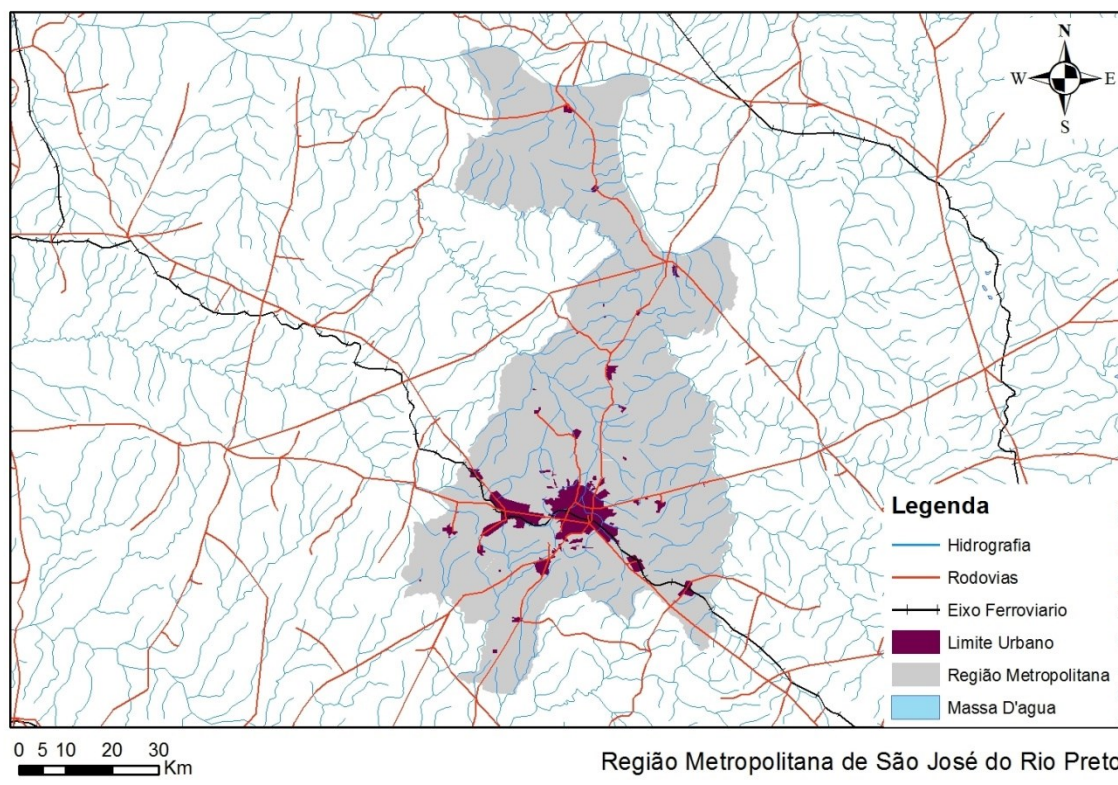 N
W E
S
Legenda
Hidrografia
Rodovias
Eixo Ferroviario
Limite Urbano
Região Metropolitana
Massa D'agua
0 5 10 20 30
Km
Região Metropolitana de São José do Rio Preto